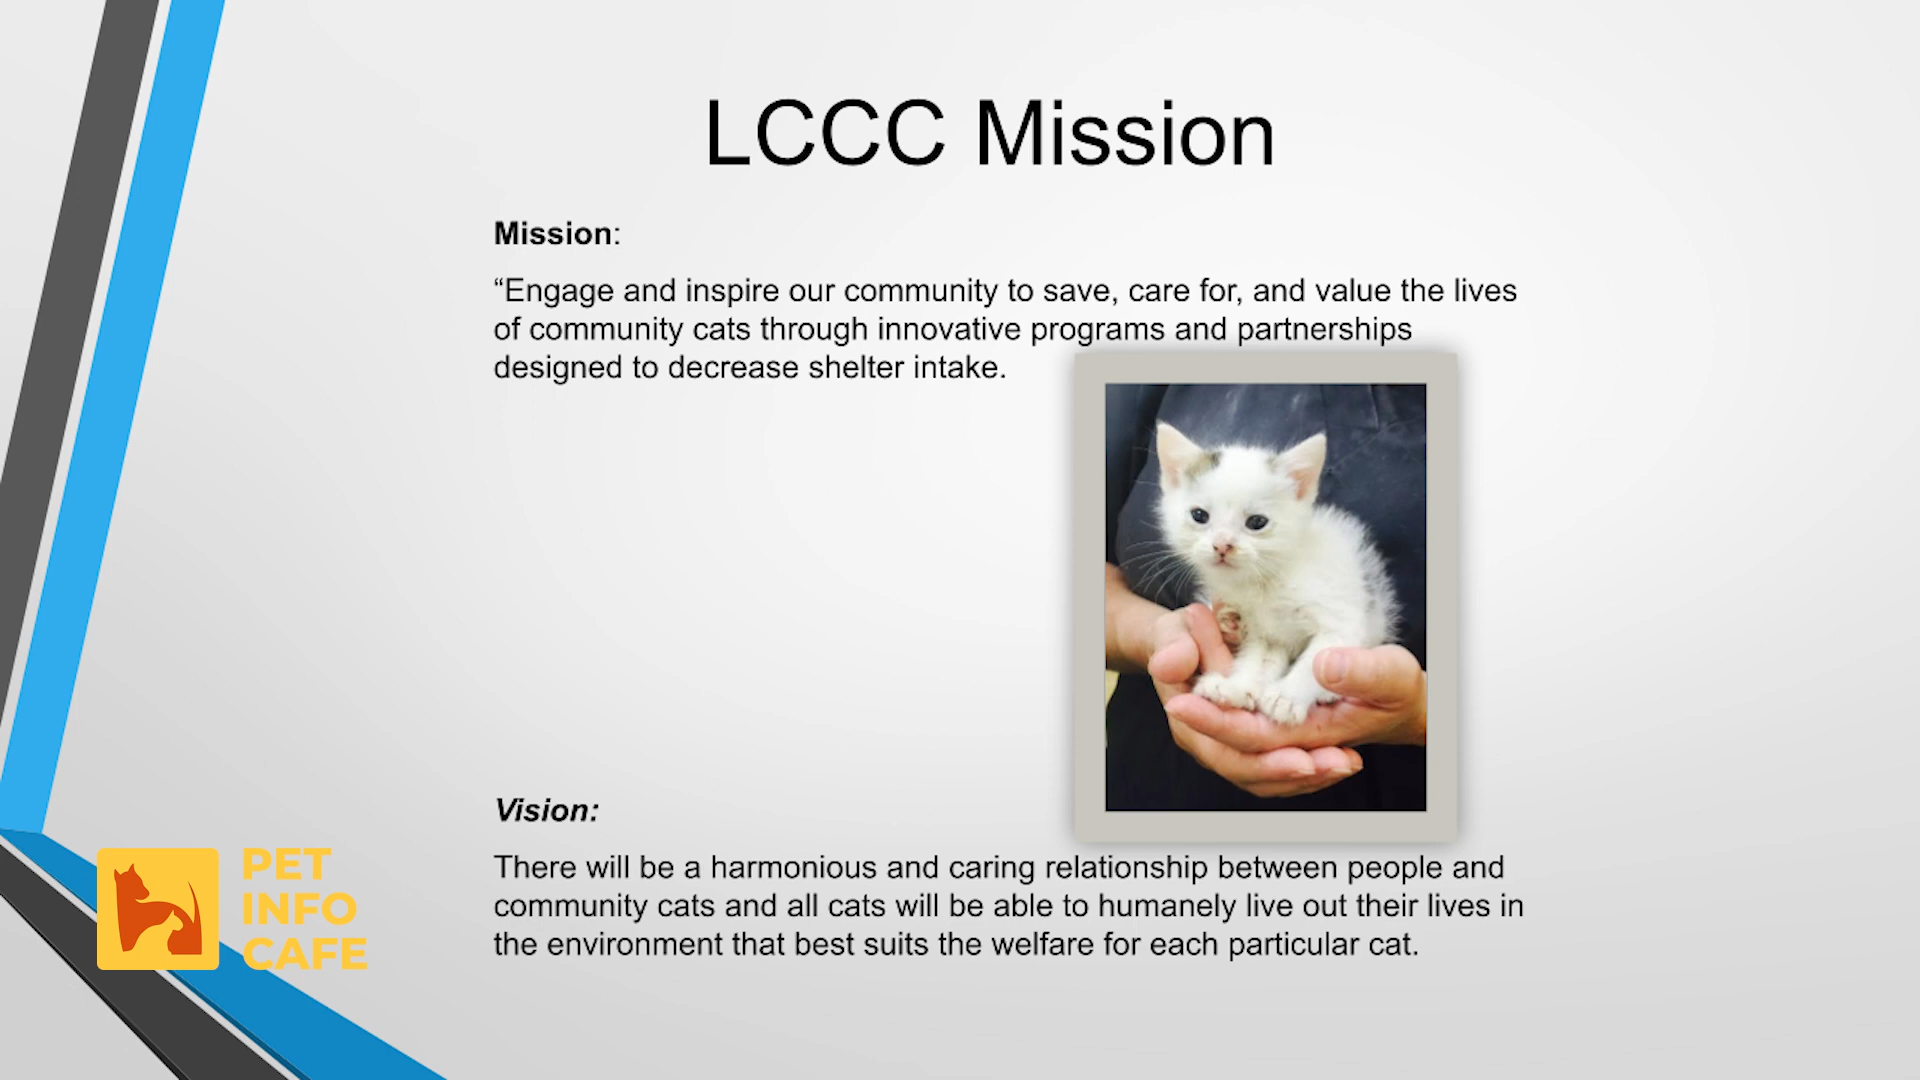 LCCC Mission
Mission:
“Engage and inspire our community to save, care for, and value the lives
of community cats through innovative programs and partnerships
designed to decrease shelter intake.
Vision:
There will be a harmonious and caring relationship between people and
community cats and all cats will be able to humanely live out their lives in
the environment that best suits the welfare for each particular cat.
PET
INFO
CAFE